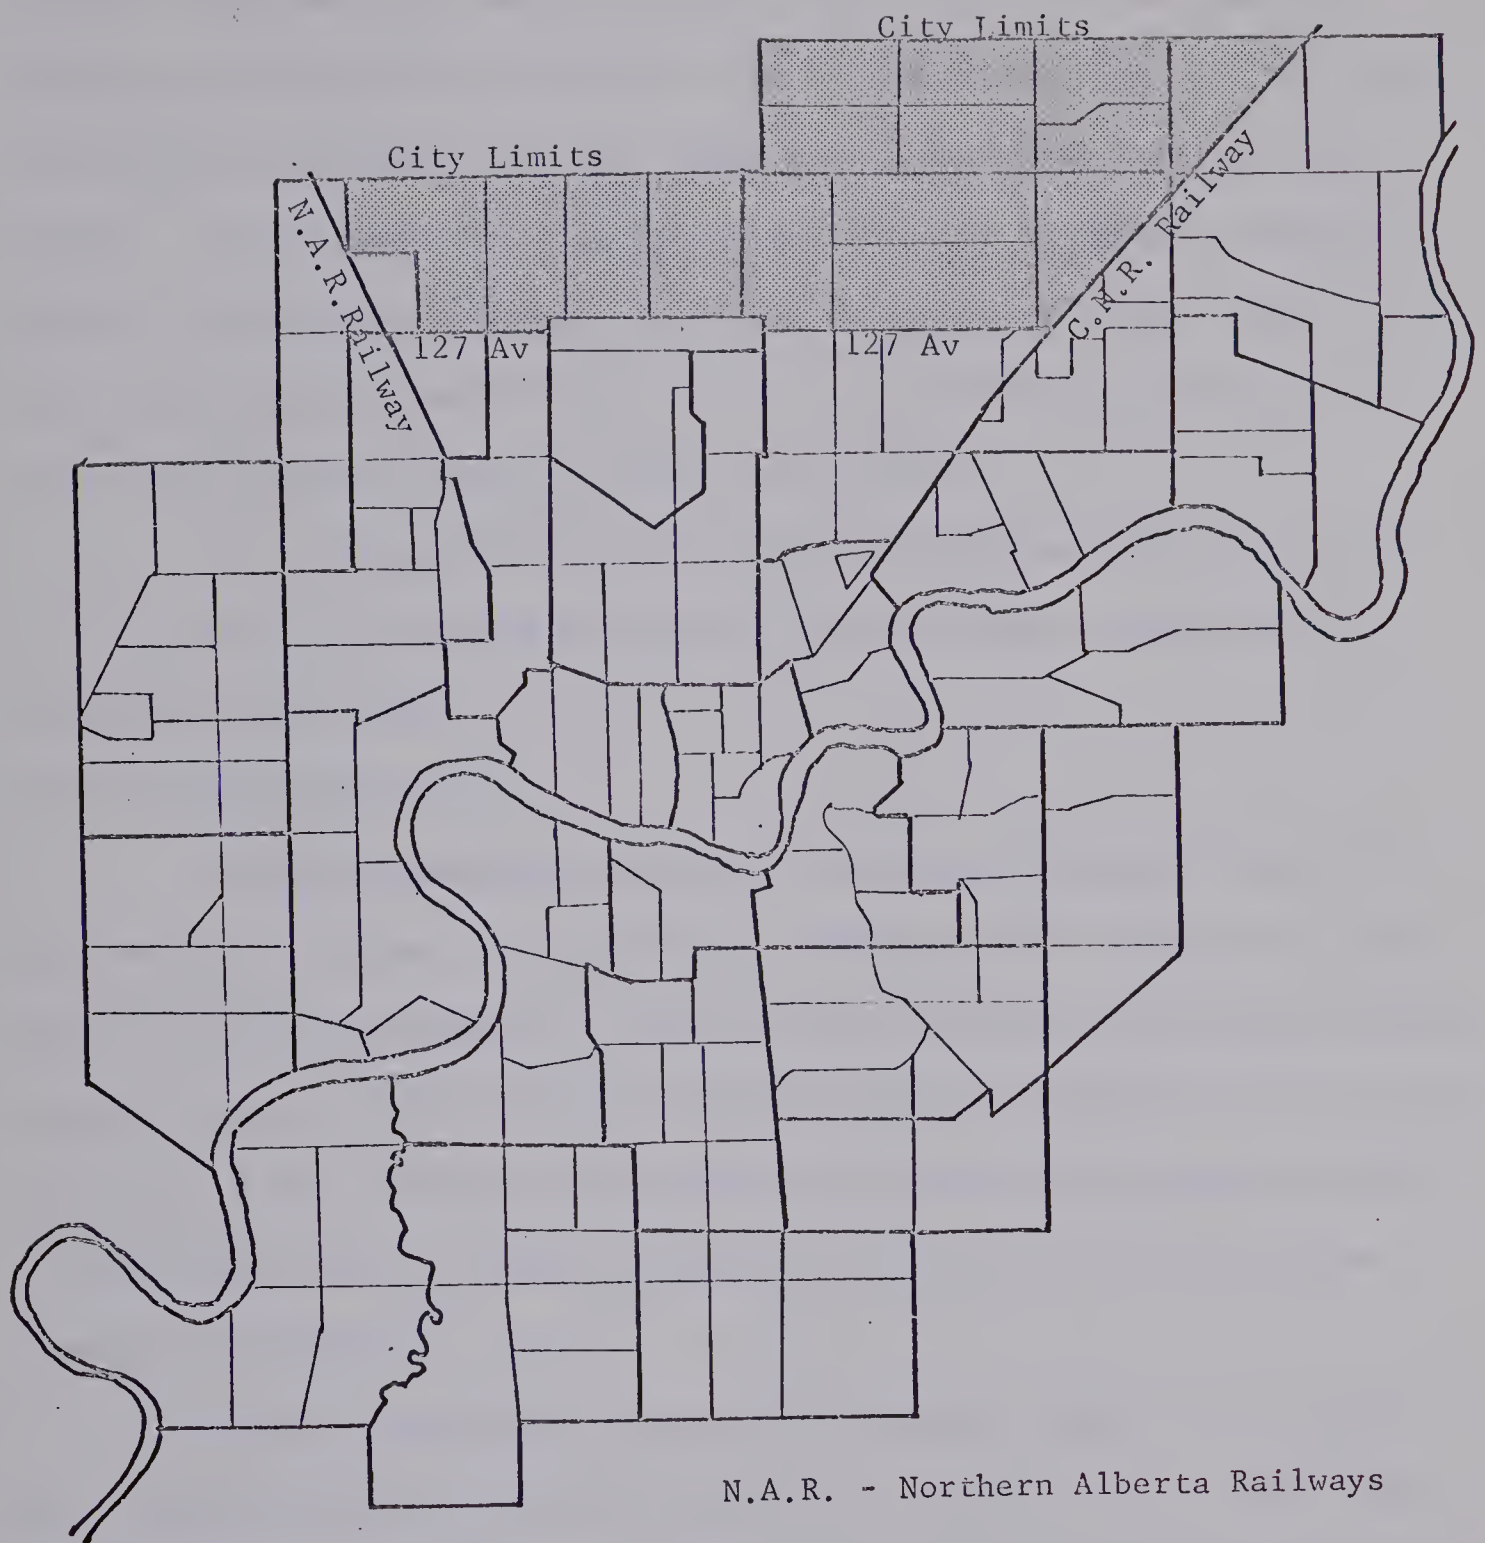 City Limits
City Limits
N.A.R. Railway
C.N.R. Railway
127 Av
127 Av
N.A.R. - Northern Alberta Railways